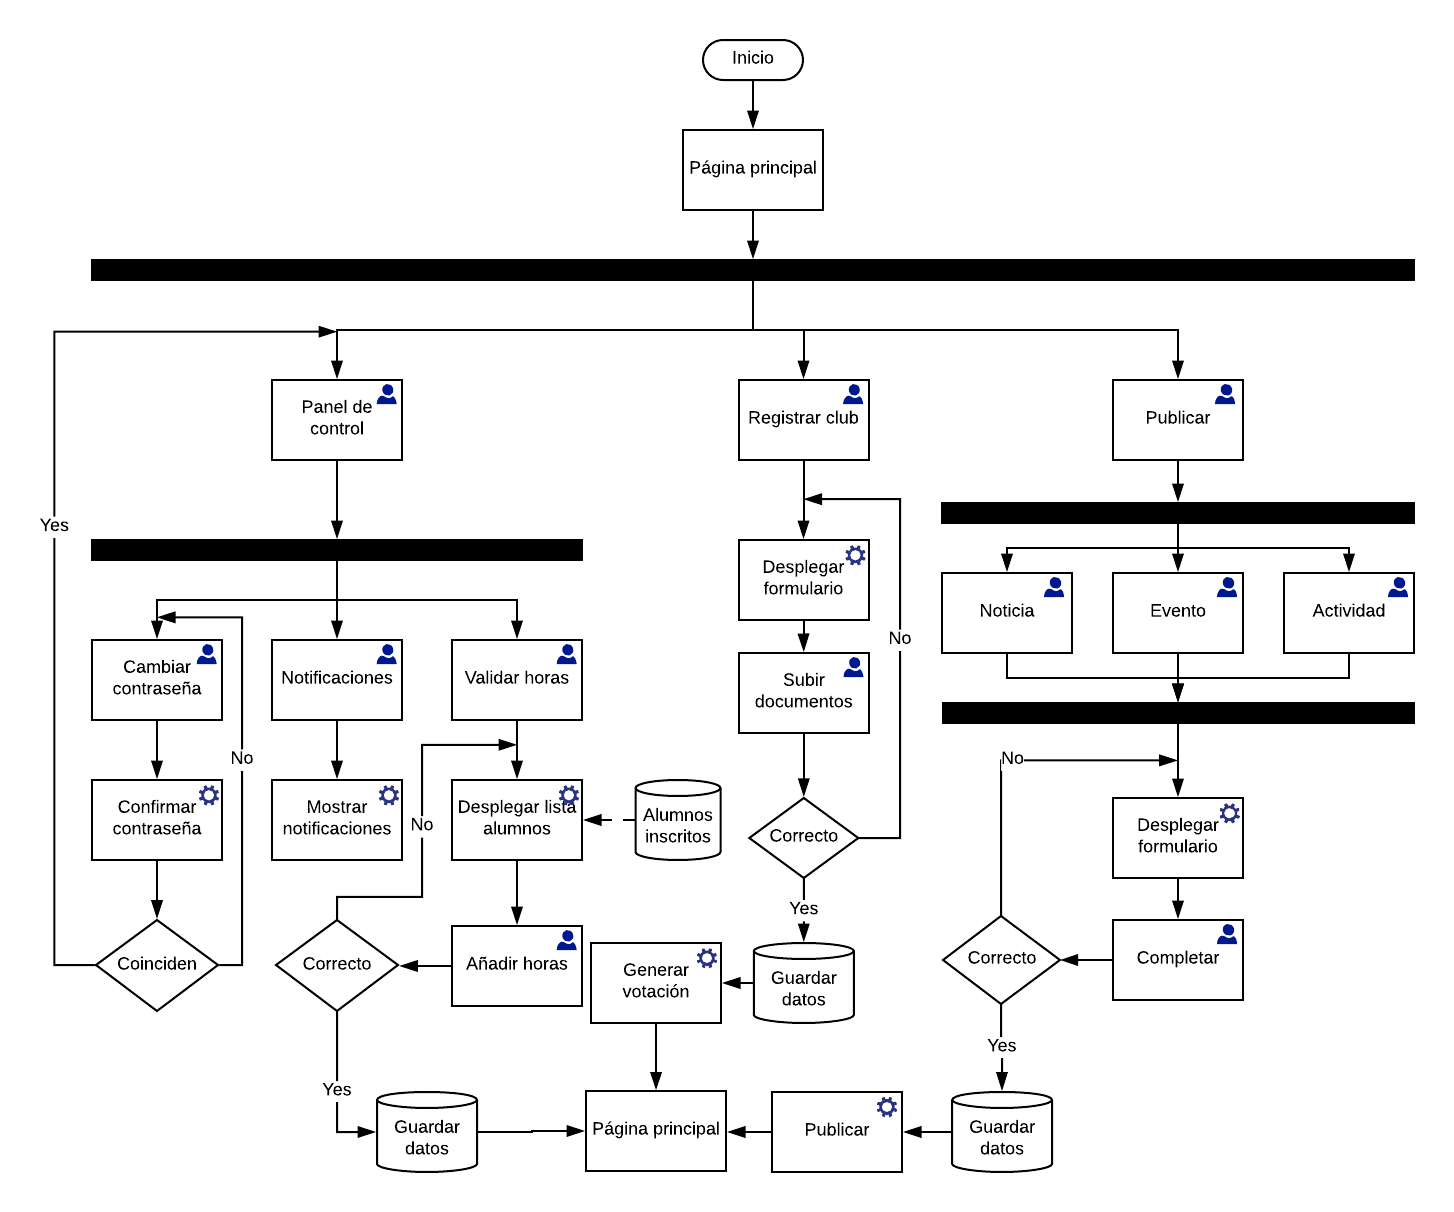 Inicio
Página principal
Panel de
control
Registrar club
Publicar
Yes
Desplegar
formulario
Noticia
Evento
Actividad
No
Cambiar
contraseña
Notificaciones
Validar horas
Subir
documentos
No
No
Confirmar
contraseña
Mostrar
notificaciones
No
Desplegar lista
alumnos
Alumnos
inscritos
Correcto
Desplegar
formulario
Yes
Coinciden
Correcto
Añadir horas
Generar
votación
Guardar
datos
Correcto
Completar
Yes
Yes
Guardar
datos
Página principal
Publicar
Guardar
datos